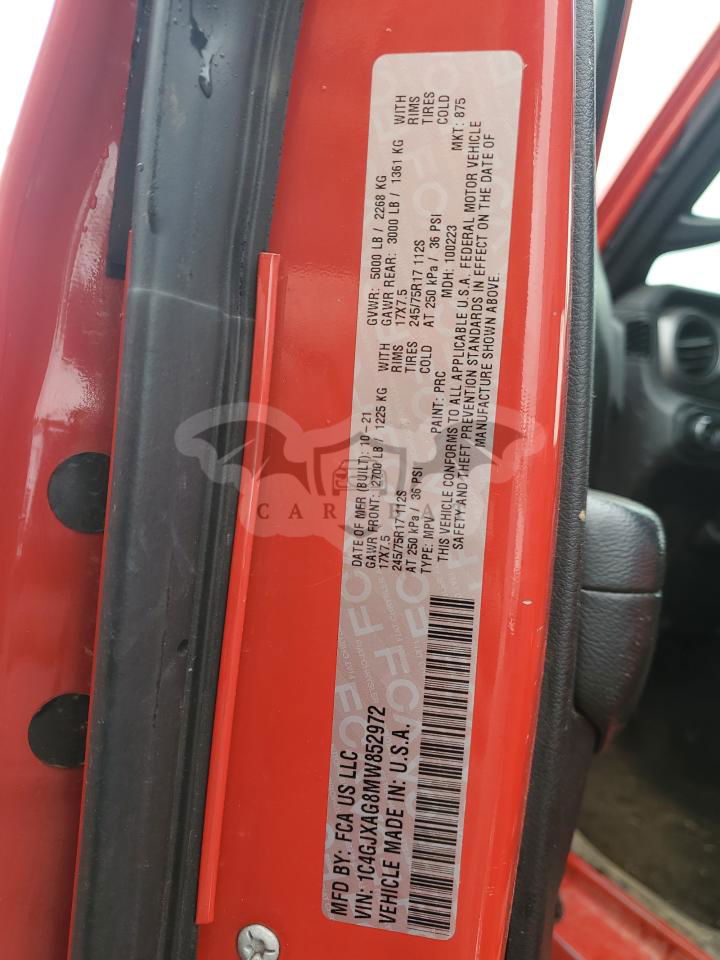 MFD BY: FCA US LLC
VIN: 1C4GJXAG8MW852972
VEHICLE MADE IN: U.S.A.
DATE OF MFR (BUILT): 10-21 GVWR: 5000 LB / 2268 KG
GAWR FRONT: 2700 LB / 1225 KG WITH GAWR REAR: 3000 LB / 1361 KG WITH
17X7.5 RIMS 17X7.5 RIMS
245/75R17 112S TIRES 245/75R17 112S TIRES
AT 250 kPa / 36 PSI COLD AT 250 kPa / 36 PSI COLD
TYPE: MPV PAINT: PRC MDH: 100223 MKT: 875
THIS VEHICLE CONFORMS TO ALL APPLICABLE U.S.A. FEDERAL MOTOR VEHICLE
SAFETY AND THEFT PREVENTION STANDARDS IN EFFECT ON THE DATE OF
MANUFACTURE SHOWN ABOVE.